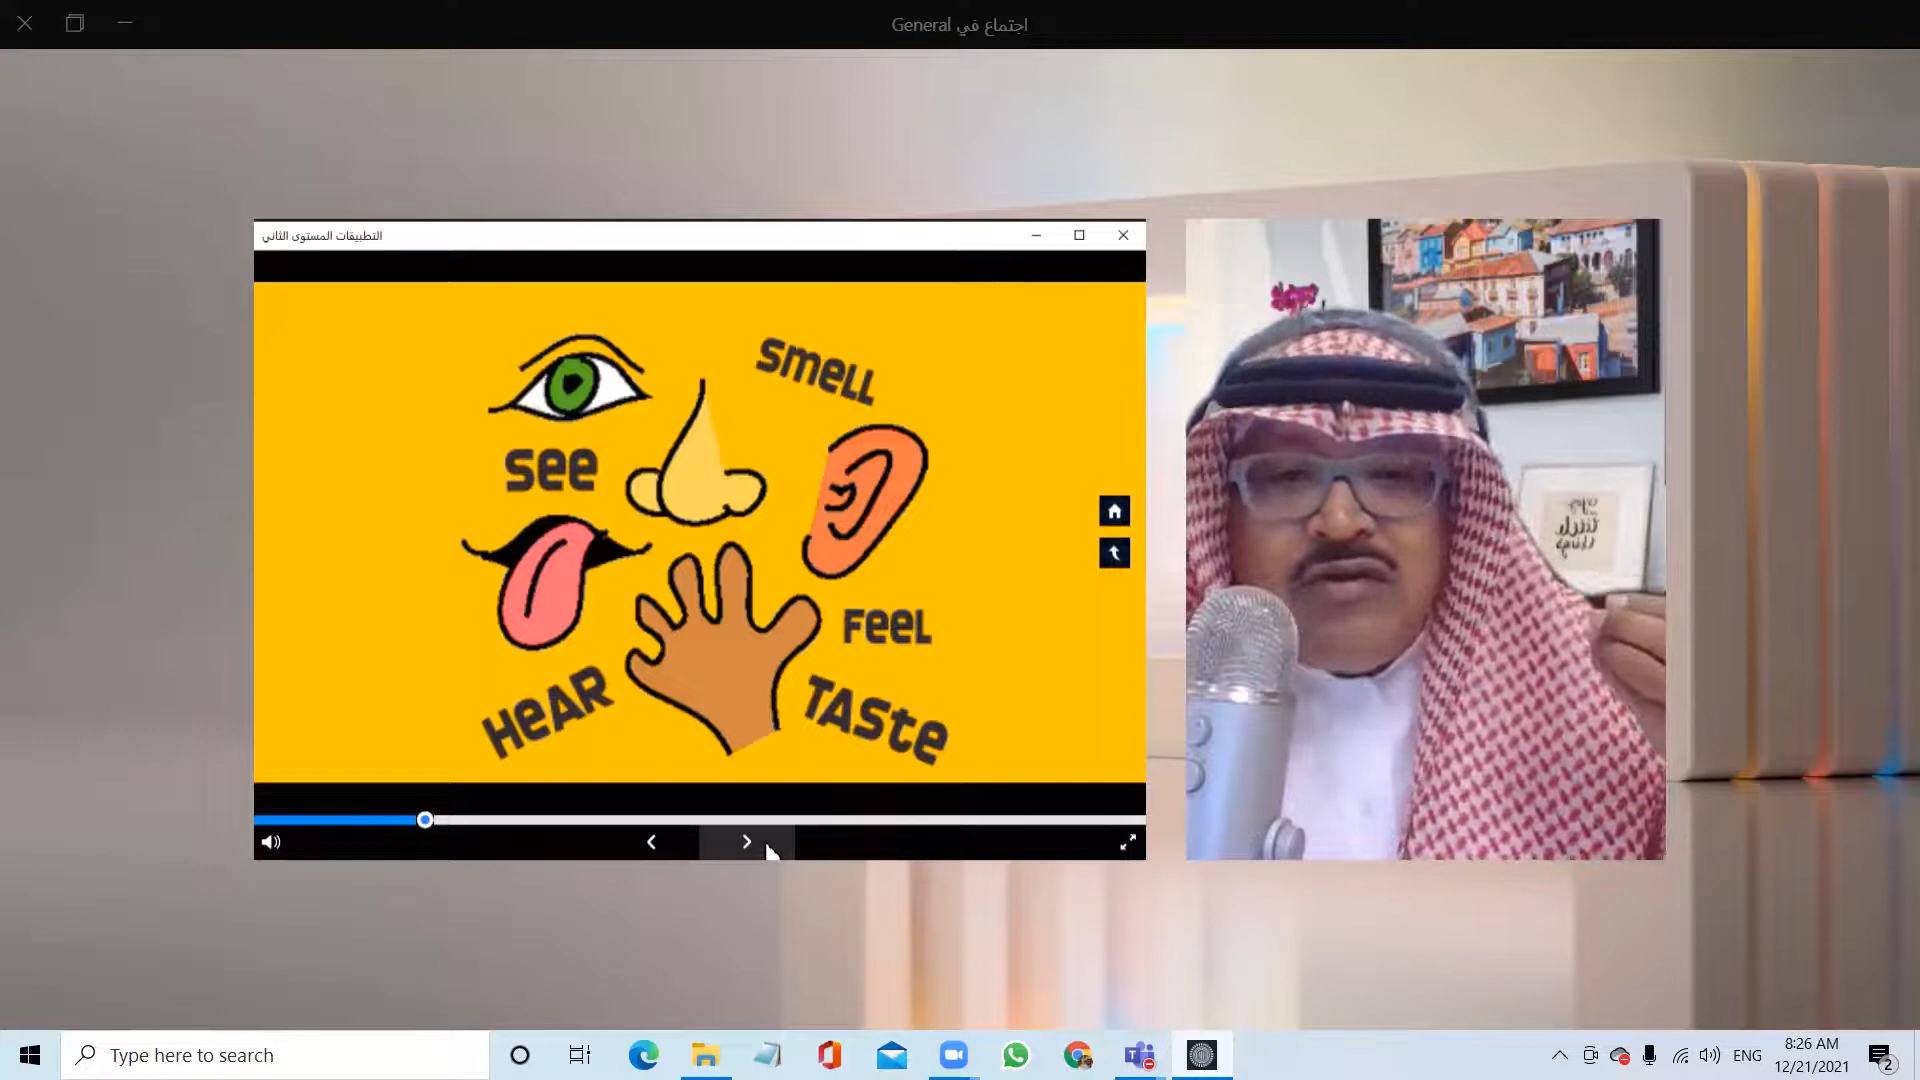 اجتماع في General
التطبيقات المستوى الثاني
SMELL
SEE
FEEL
HEAR
TASTE
Type here to search
ENG
8:26 AM
12/21/2021
2